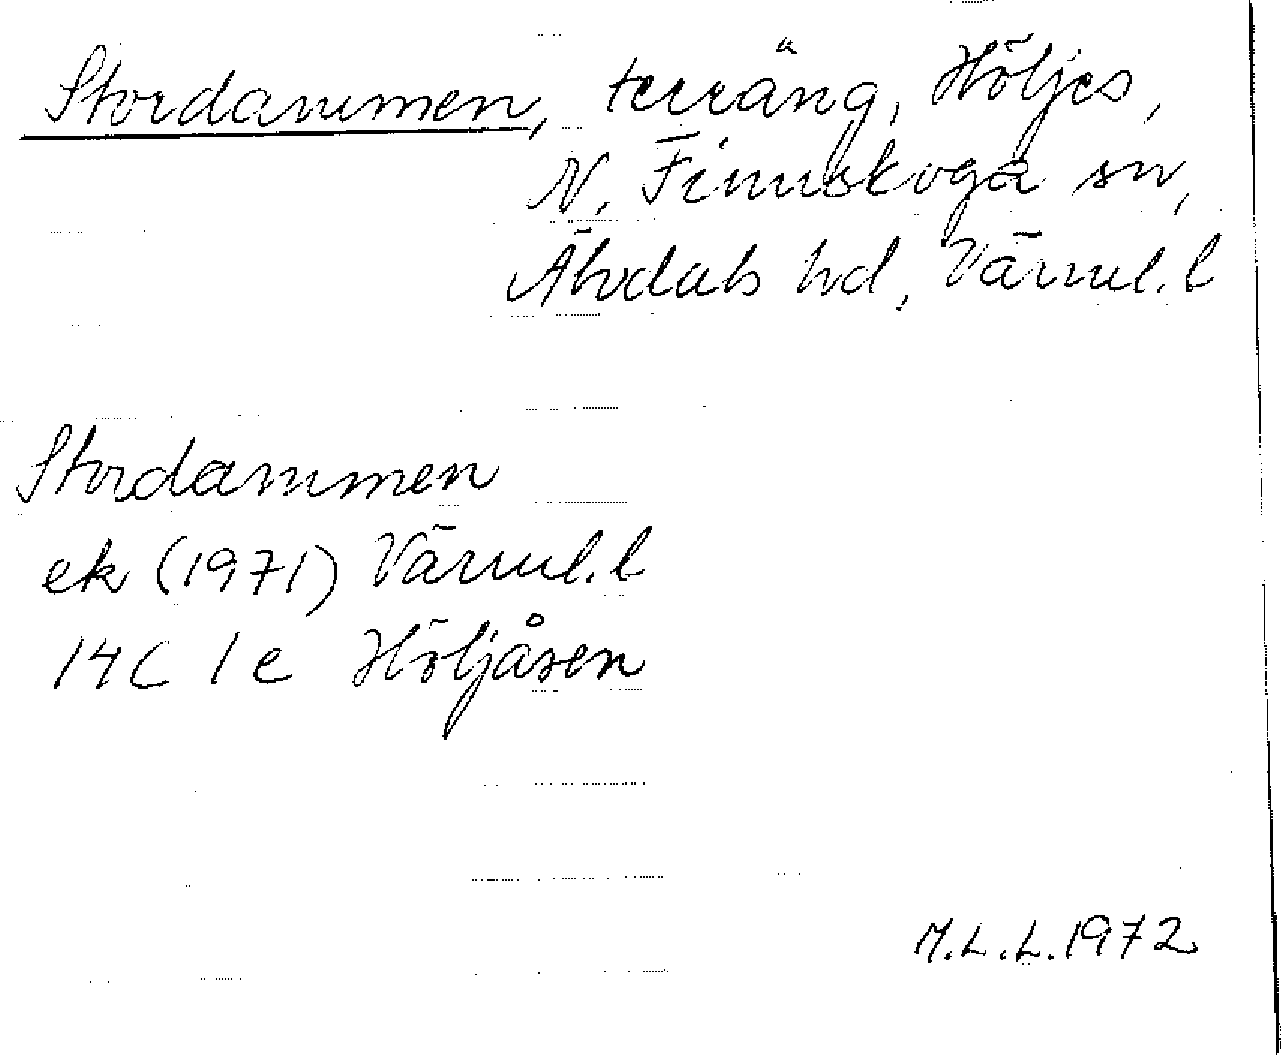 Stordammen, terräng, Höljes,
N. Finnskoga sn,
Älvdals hd, Värml. l
Stordammen
ek (1971) Värml. l
14C 1e Höljåsen
M.L.L.1972